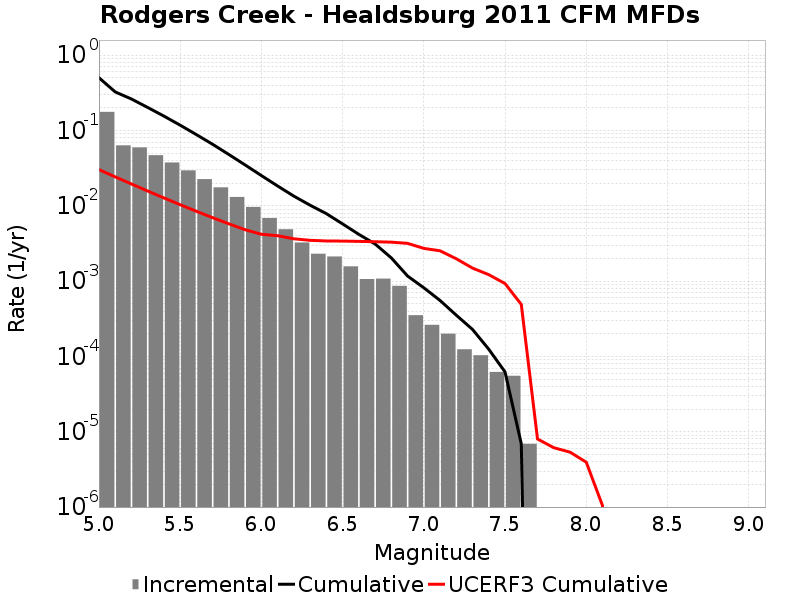 Rodgers Creek - Healdsburg 2011 CFM MFDs
10^0
10^-1
10^-2
10^-3
10^-4
10^-5
10^-6
Rate (1/yr)
5.0 5.5 6.0 6.5 7.0 7.5 8.0 8.5 9.0
Magnitude
Incremental Cumulative UCERF3 Cumulative